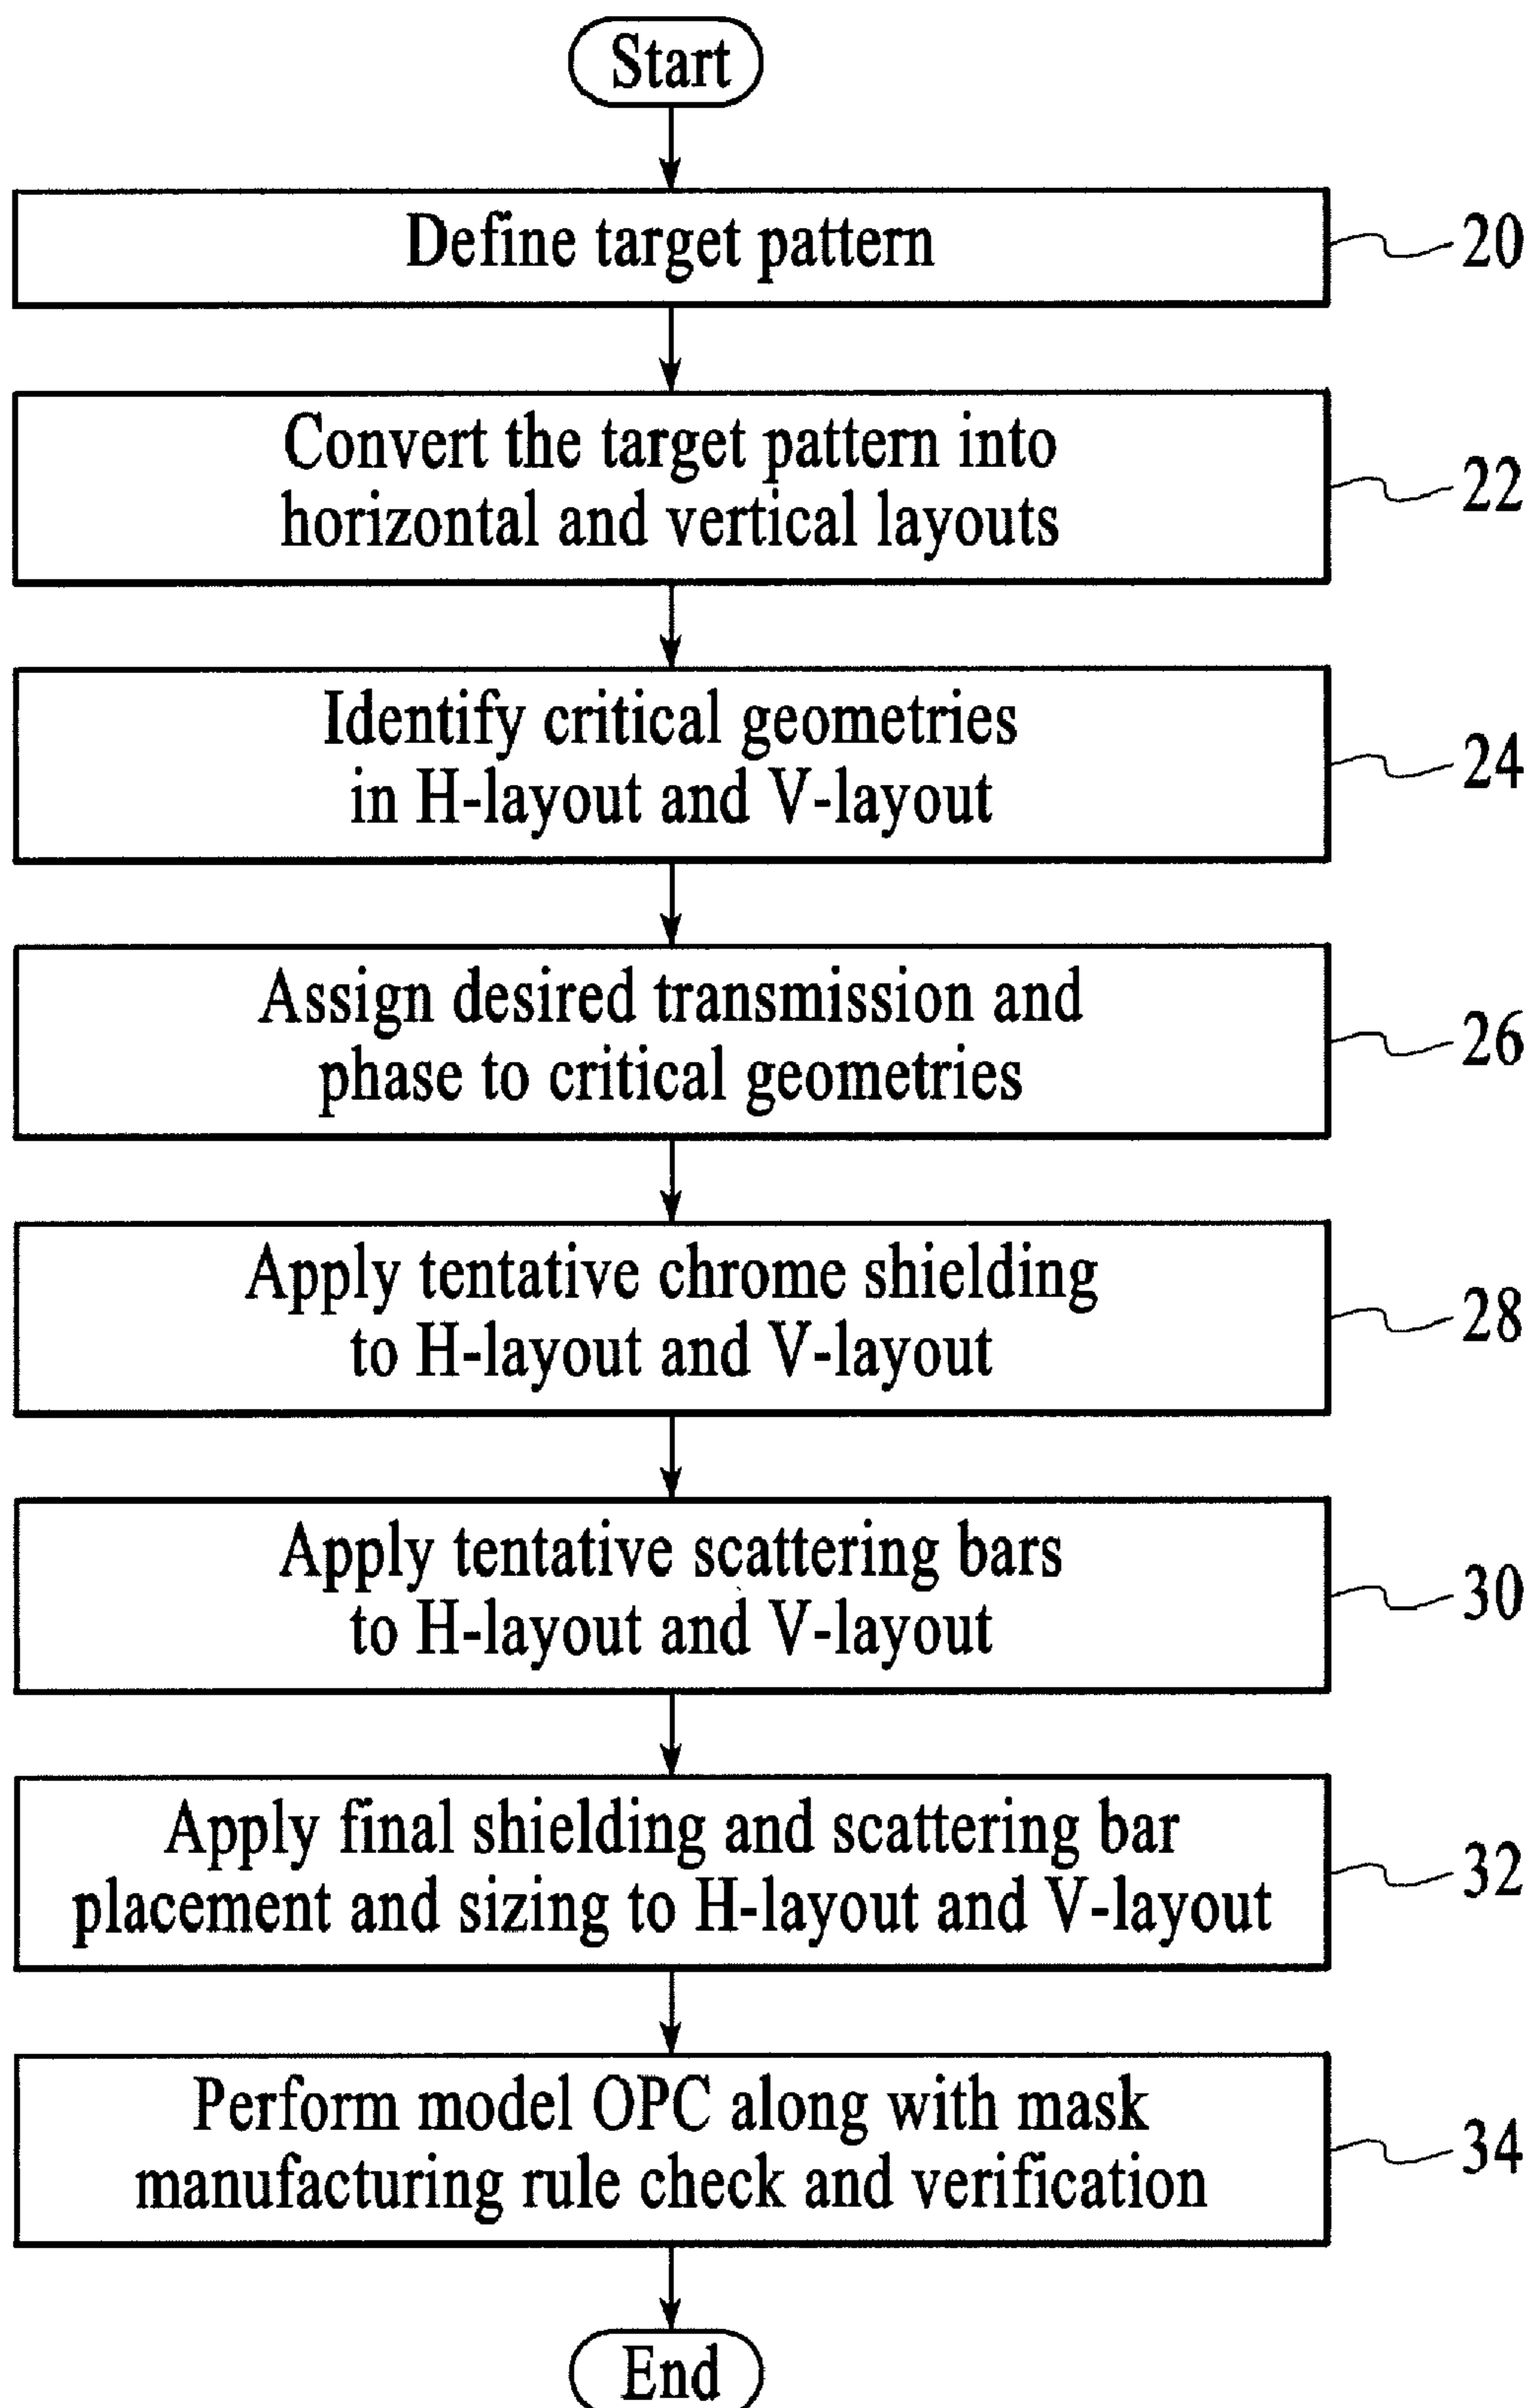 Start
Define target pattern
20
Convert the target pattern into
horizontal and vertical layouts
22
Identify critical geometries
in H-layout and V-layout
24
Assign desired transmission and
phase to critical geometries
26
Apply tentative chrome shielding
to H-layout and V-layout
28
Apply tentative scattering bars
to H-layout and V-layout
30
Apply final shielding and scattering bar
placement and sizing to H-layout and V-layout
32
Perform model OPC along with mask
manufacturing rule check and verification
34
End